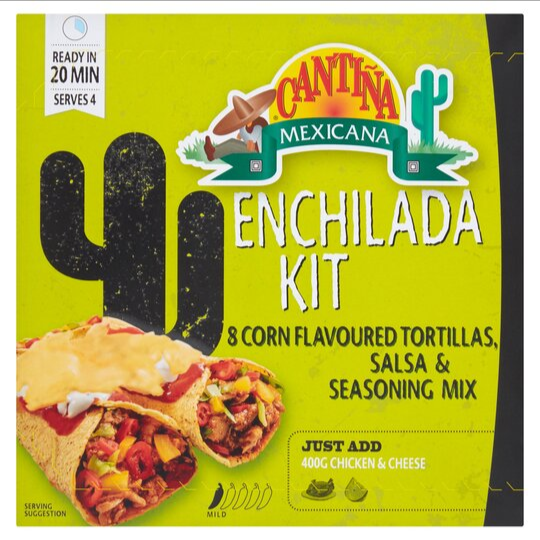 READY IN
20 MIN
SERVES 4
CANTIÑA
MEXICANA
ENCHILADA
KIT
8 CORN FLAVOURED TORTILLAS,
SALSA &
SEASONING MIX
JUST ADD
400G CHICKEN & CHEESE
SERVING
SUGGESTION
MILD